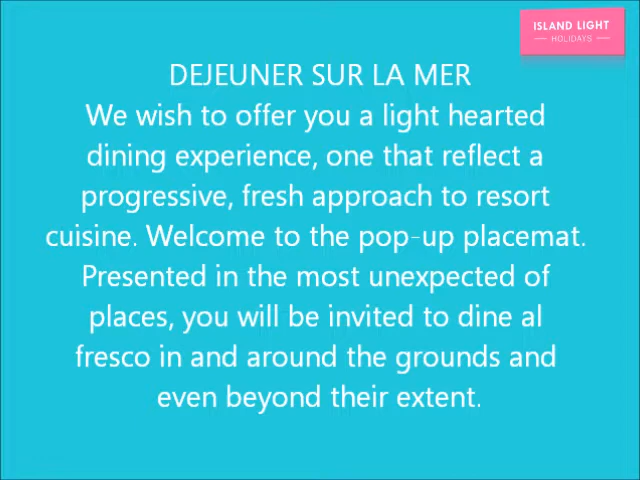 ISLAND LIGHT
HOLIDAYS
DEJEUNER SUR LA MER
We wish to offer you a light hearted
dining experience, one that reflect a
progressive, fresh approach to resort
cuisine. Welcome to the pop-up placemat.
Presented in the most unexpected of
places, you will be invited to dine al
fresco in and around the grounds and
even beyond their extent.